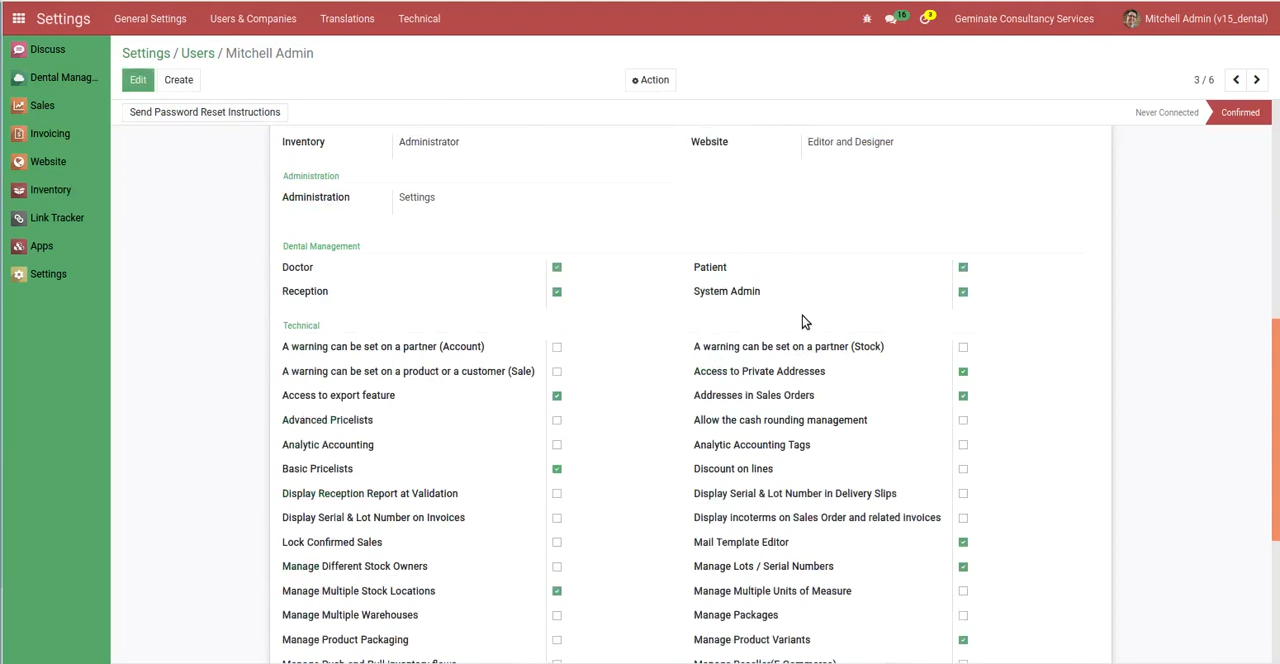 Settings General Settings Users & Companies Translations Technical 16 3 Geminate Consultancy Services Mitchell Admin (v15_dental)
Discuss
Dental Manag...
Sales
Invoicing
Website
Inventory
Link Tracker
Apps
Settings
Settings / Users / Mitchell Admin
Edit Create Action 3 / 6
Send Password Reset Instructions Never Connected Confirmed
Inventory Administrator Website Editor and Designer
Administration
Administration Settings
Dental Management
Doctor Patient
Reception System Admin
Technical
A warning can be set on a partner (Account) A warning can be set on a partner (Stock)
A warning can be set on a product or a customer (Sale) Access to Private Addresses
Access to export feature Addresses in Sales Orders
Advanced Pricelists Allow the cash rounding management
Analytic Accounting Analytic Accounting Tags
Basic Pricelists Discount on lines
Display Reception Report at Validation Display Serial & Lot Number in Delivery Slips
Display Serial & Lot Number on Invoices Display incoterms on Sales Order and related invoices
Lock Confirmed Sales Mail Template Editor
Manage Different Stock Owners Manage Lots / Serial Numbers
Manage Multiple Stock Locations Manage Multiple Units of Measure
Manage Multiple Warehouses Manage Packages
Manage Product Packaging Manage Product Variants
Manage Push and Pull inventory flows Manage Reseller(E-Commerce)